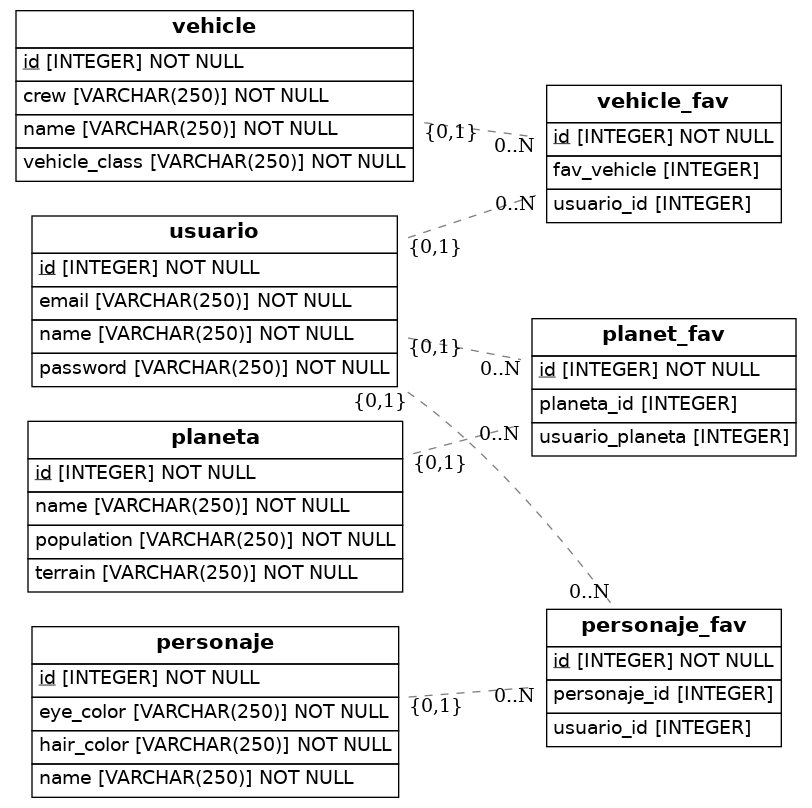 vehicle
id [INTEGER] NOT NULL
crew [VARCHAR(250)] NOT NULL
name [VARCHAR(250)] NOT NULL
vehicle_class [VARCHAR(250)] NOT NULL
{0,1}
0..N
vehicle_fav
id [INTEGER] NOT NULL
fav_vehicle [INTEGER]
usuario_id [INTEGER]
usuario
id [INTEGER] NOT NULL
email [VARCHAR(250)] NOT NULL
name [VARCHAR(250)] NOT NULL
password [VARCHAR(250)] NOT NULL
0..N
{0,1}
{0,1}
0..N
{0,1}
planet_fav
id [INTEGER] NOT NULL
planeta_id [INTEGER]
usuario_planeta [INTEGER]
planeta
id [INTEGER] NOT NULL
name [VARCHAR(250)] NOT NULL
population [VARCHAR(250)] NOT NULL
terrain [VARCHAR(250)] NOT NULL
0..N
{0,1}
0..N
personaje_fav
id [INTEGER] NOT NULL
personaje_id [INTEGER]
usuario_id [INTEGER]
personaje
id [INTEGER] NOT NULL
eye_color [VARCHAR(250)] NOT NULL
hair_color [VARCHAR(250)] NOT NULL
name [VARCHAR(250)] NOT NULL
{0,1}
0..N